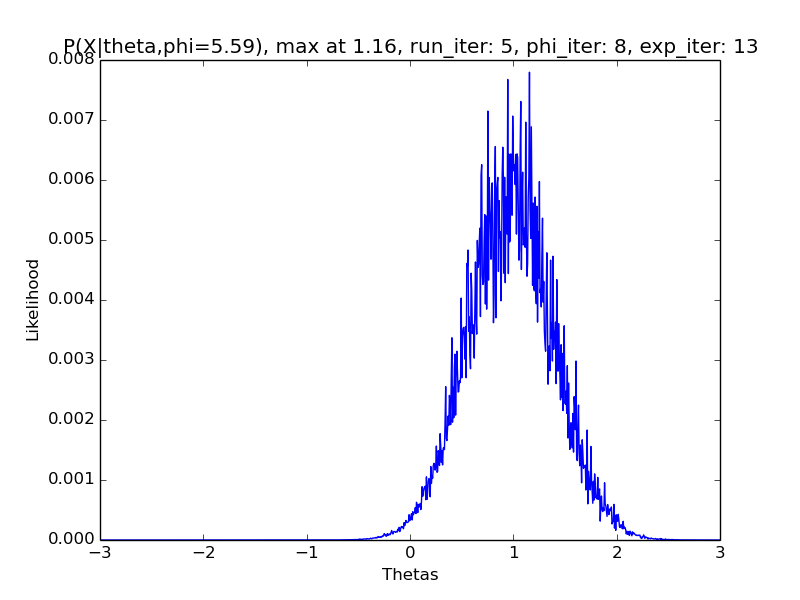 P(X|theta,phi=5.59), max at 1.16, run_iter: 5, phi_iter: 8, exp_iter: 13
0.008
0.007
0.006
0.005
0.004
0.003
0.002
0.001
0.000
Likelihood
−3 −2 −1 0 1 2 3
Thetas